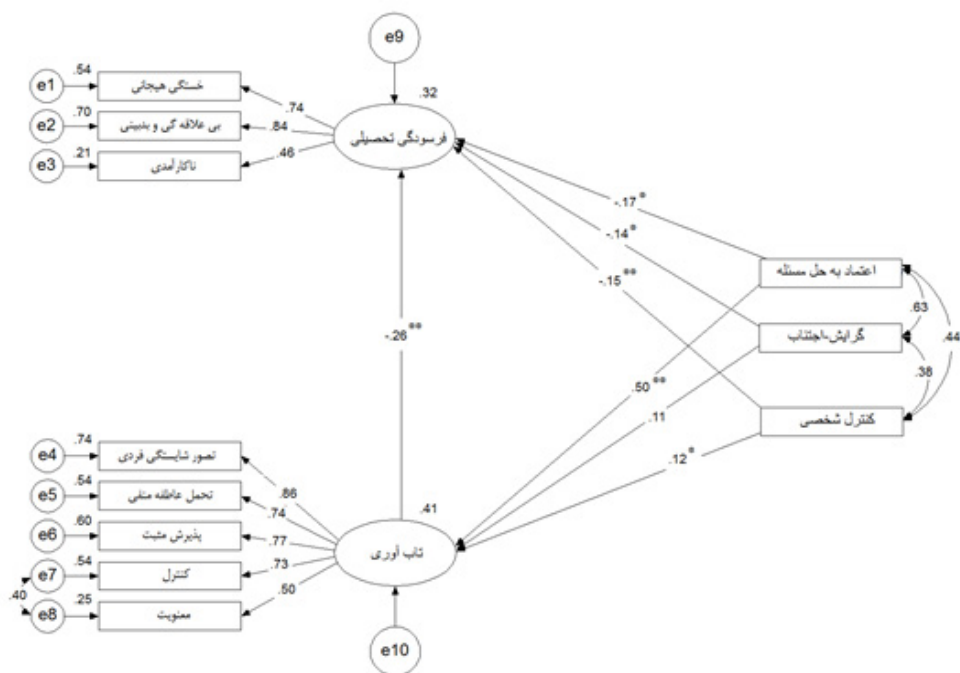 e9
.32
فرسودگی تحصیلی
e1
.54
خستگی هیجانی
.74
e2
.70
بی علاقه گی و بدبینی
.84
e3
.21
ناکارآمدی
.46
-.17*
-.14*
-.15**
-.26**
اعتماد به حل مسئله
گرایش-اجتناب
کنترل شخصی
.63
.44
.38
.50**
.11
.12*
e4
.74
تصور شایستگی فردی
.86
e5
.54
تحمل عاطفه منفی
.74
e6
.60
پذیرش مثبت
.77
e7
.54
کنترل
.73
e8
.25
معنویت
.50
.40
.41
تاب آوری
e10